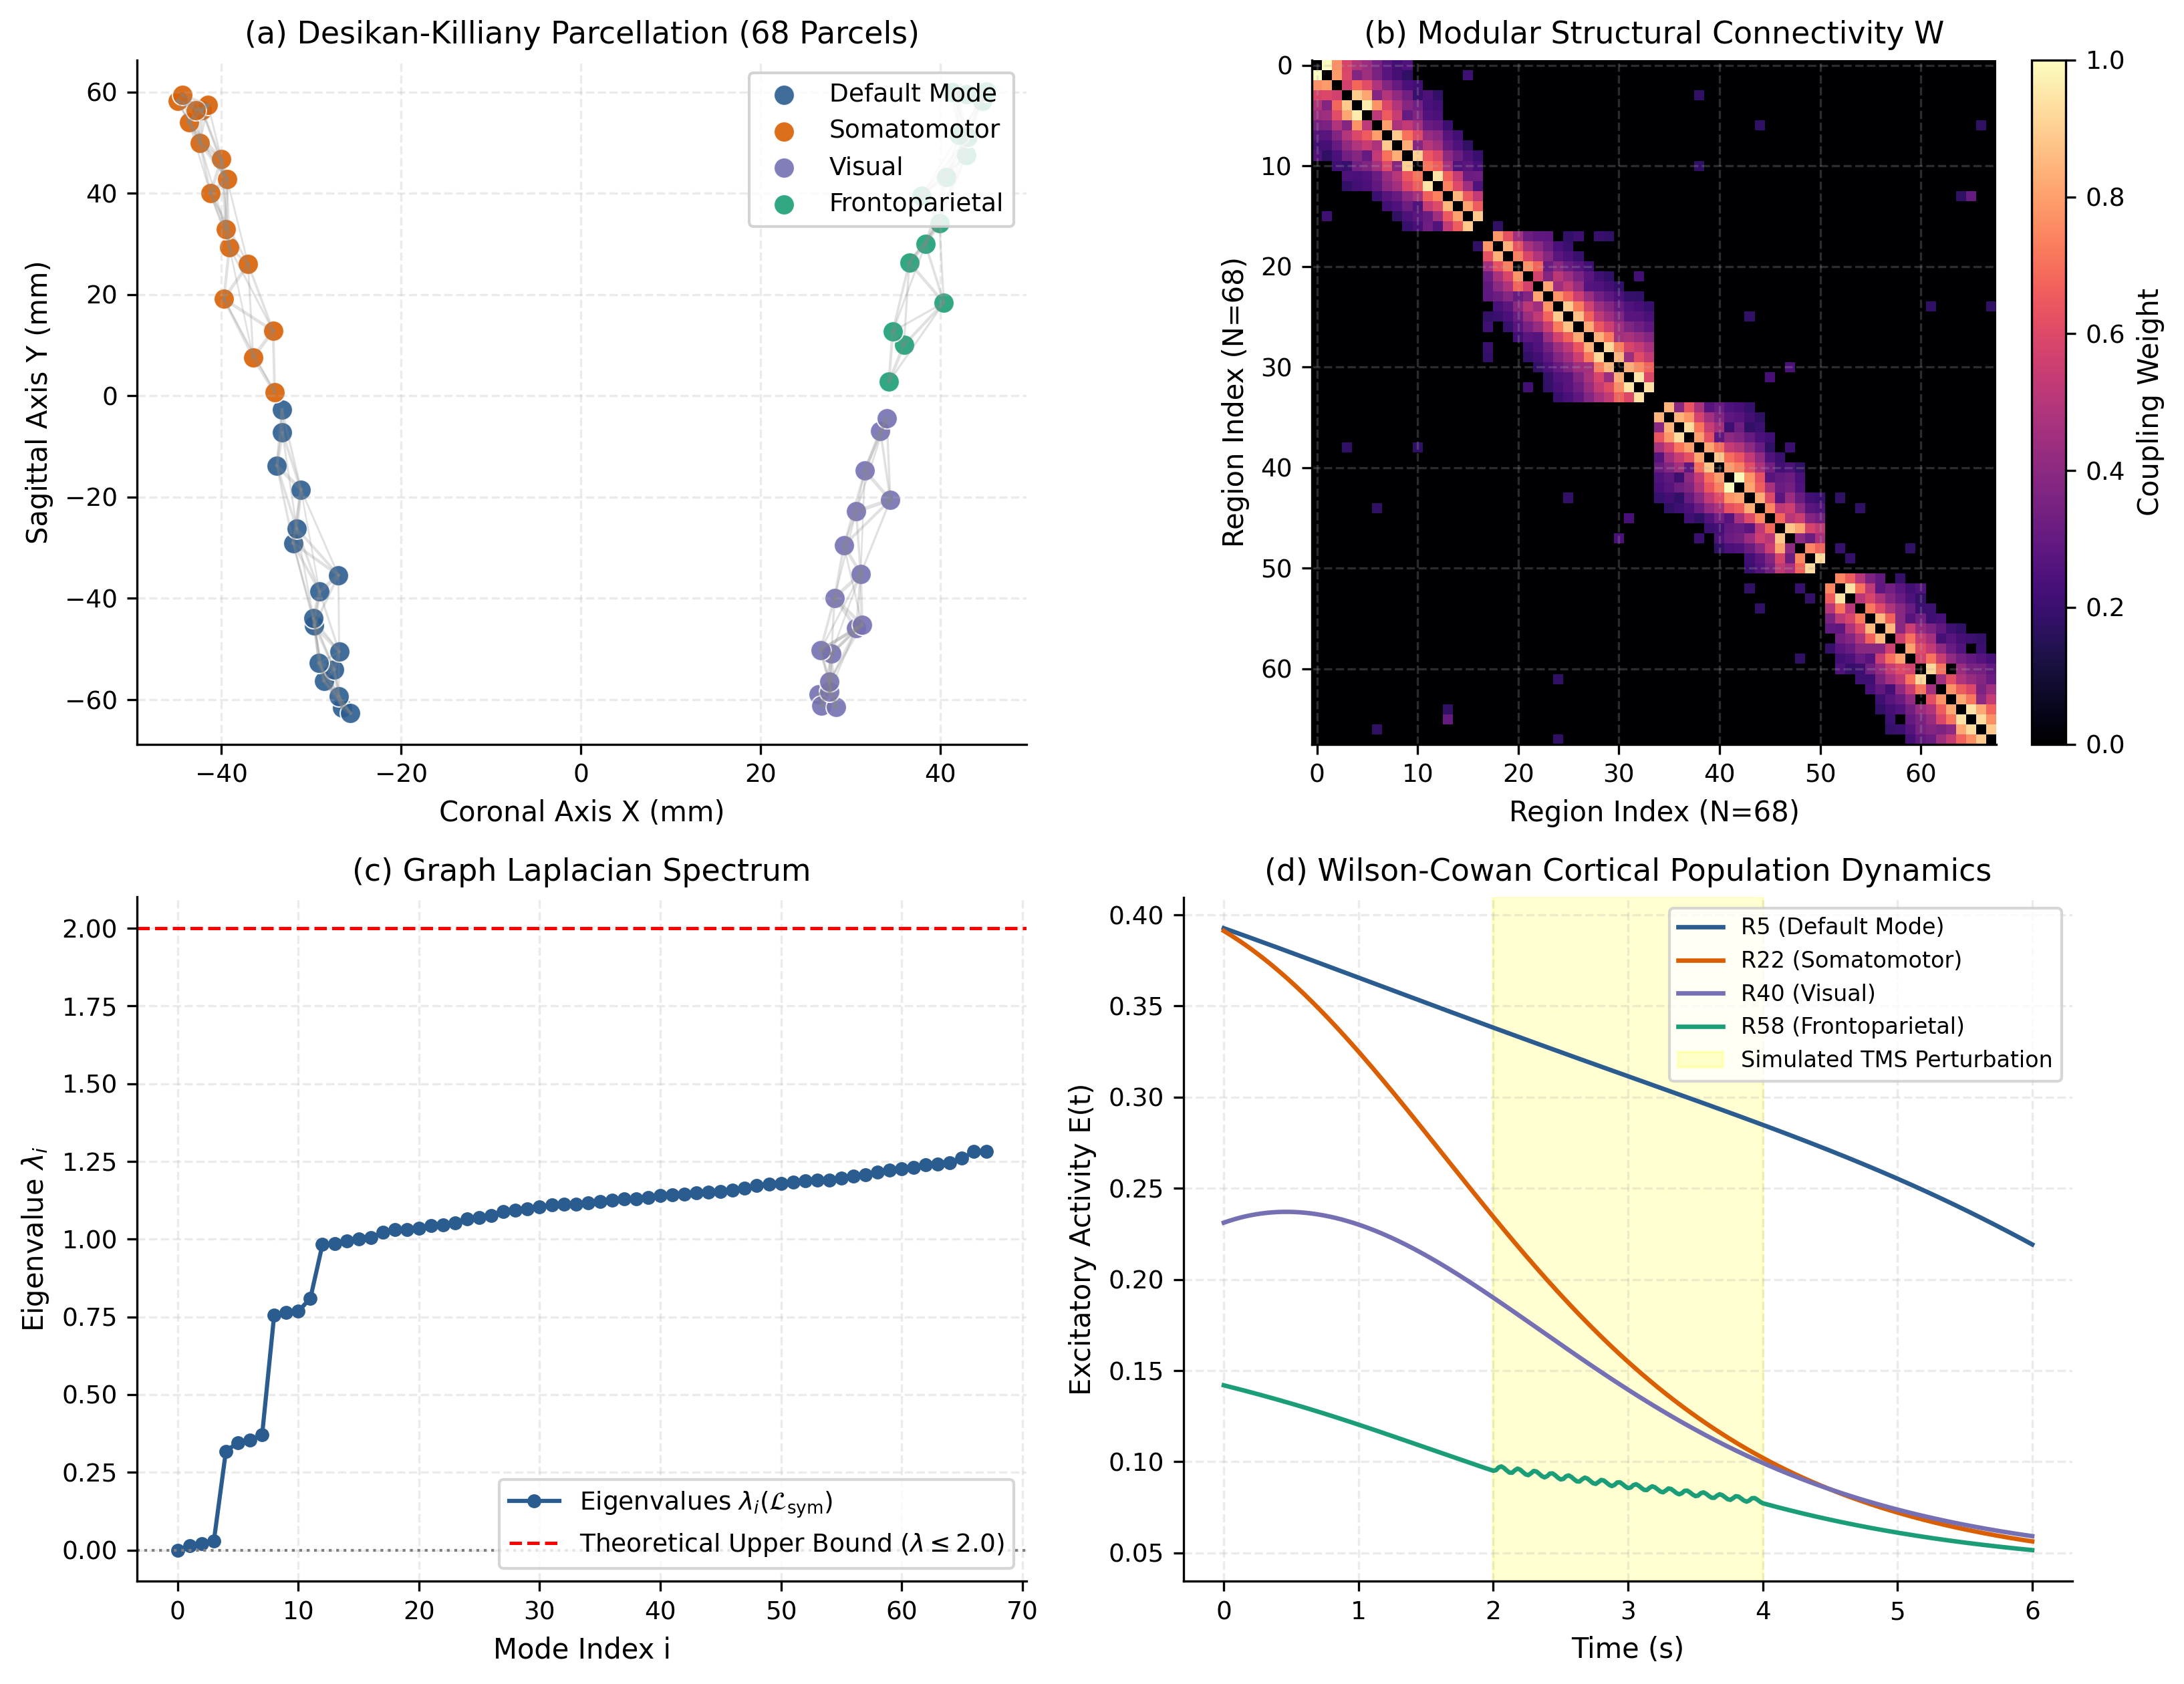 (a) Desikan-Killiany Parcellation (68 Parcels)
Sagittal Axis Y (mm)
60
40
20
0
−20
−40
−60
−40
−20
0
20
40
Coronal Axis X (mm)
Default Mode
Somatomotor
Visual
Frontoparietal
(b) Modular Structural Connectivity W
Region Index (N=68)
0
10
20
30
40
50
60
0
10
20
30
40
50
60
Region Index (N=68)
1.0
0.8
0.6
0.4
0.2
0.0
Coupling Weight
(c) Graph Laplacian Spectrum
Eigenvalue λᵢ
2.00
1.75
1.50
1.25
1.00
0.75
0.50
0.25
0.00
0
10
20
30
40
50
60
70
Mode Index i
Eigenvalues λᵢ(ℒsym)
Theoretical Upper Bound (λ ≤ 2.0)
(d) Wilson-Cowan Cortical Population Dynamics
Excitatory Activity E(t)
0.40
0.35
0.30
0.25
0.20
0.15
0.10
0.05
0
1
2
3
4
5
6
Time (s)
R5 (Default Mode)
R22 (Somatomotor)
R40 (Visual)
R58 (Frontoparietal)
Simulated TMS Perturbation